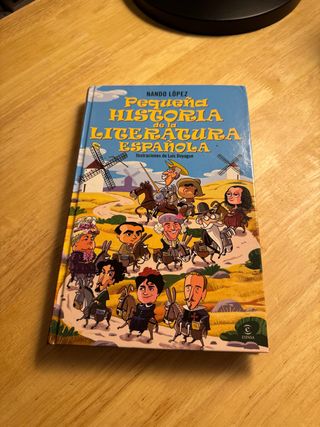 NANDO LÓPEZ
Pequeña
HISTORIA
de la
LITERATURA
ESPAÑOLA
Ilustraciones de Luis Doyague
ESPASA